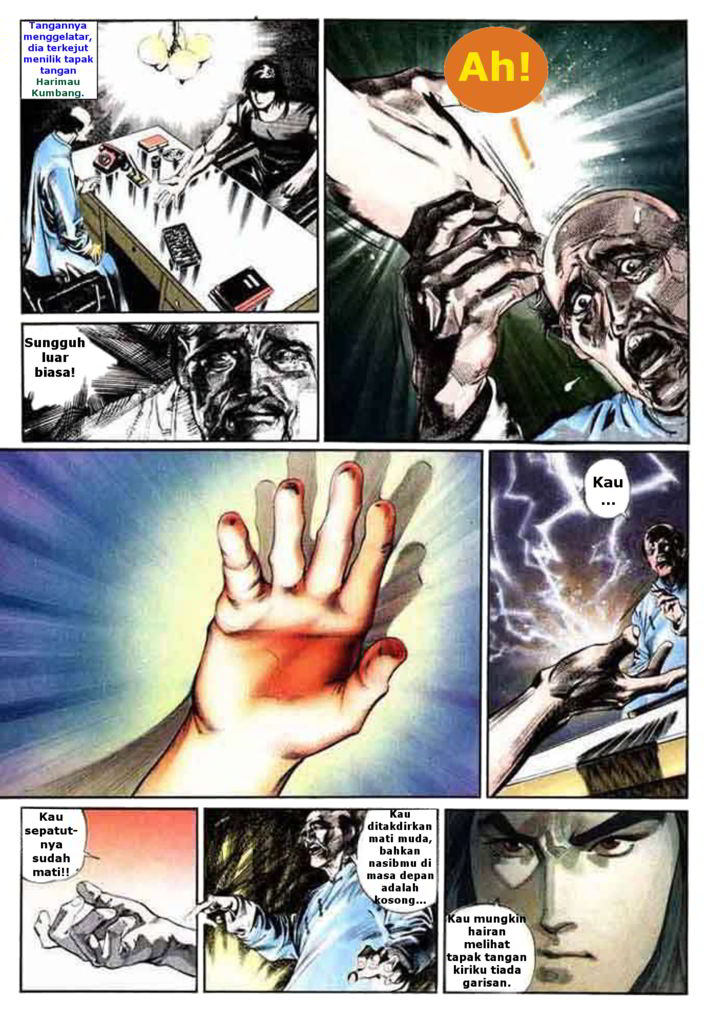 Tangannya
menggelatar,
dia terkejut
menilik tapak
tangan
Harimau
Kumbang.
Ah!
Sungguh
luar
biasa!
Kau
...
Kau
sepatut-
nya
sudah
mati!!
Kau
ditakdirkan
mati muda,
bahkan
nasibmu di
masa depan
adalah
kosong...
Kau mungkin
hairan
melihat
tapak tangan
kiriku tiada
garisan.